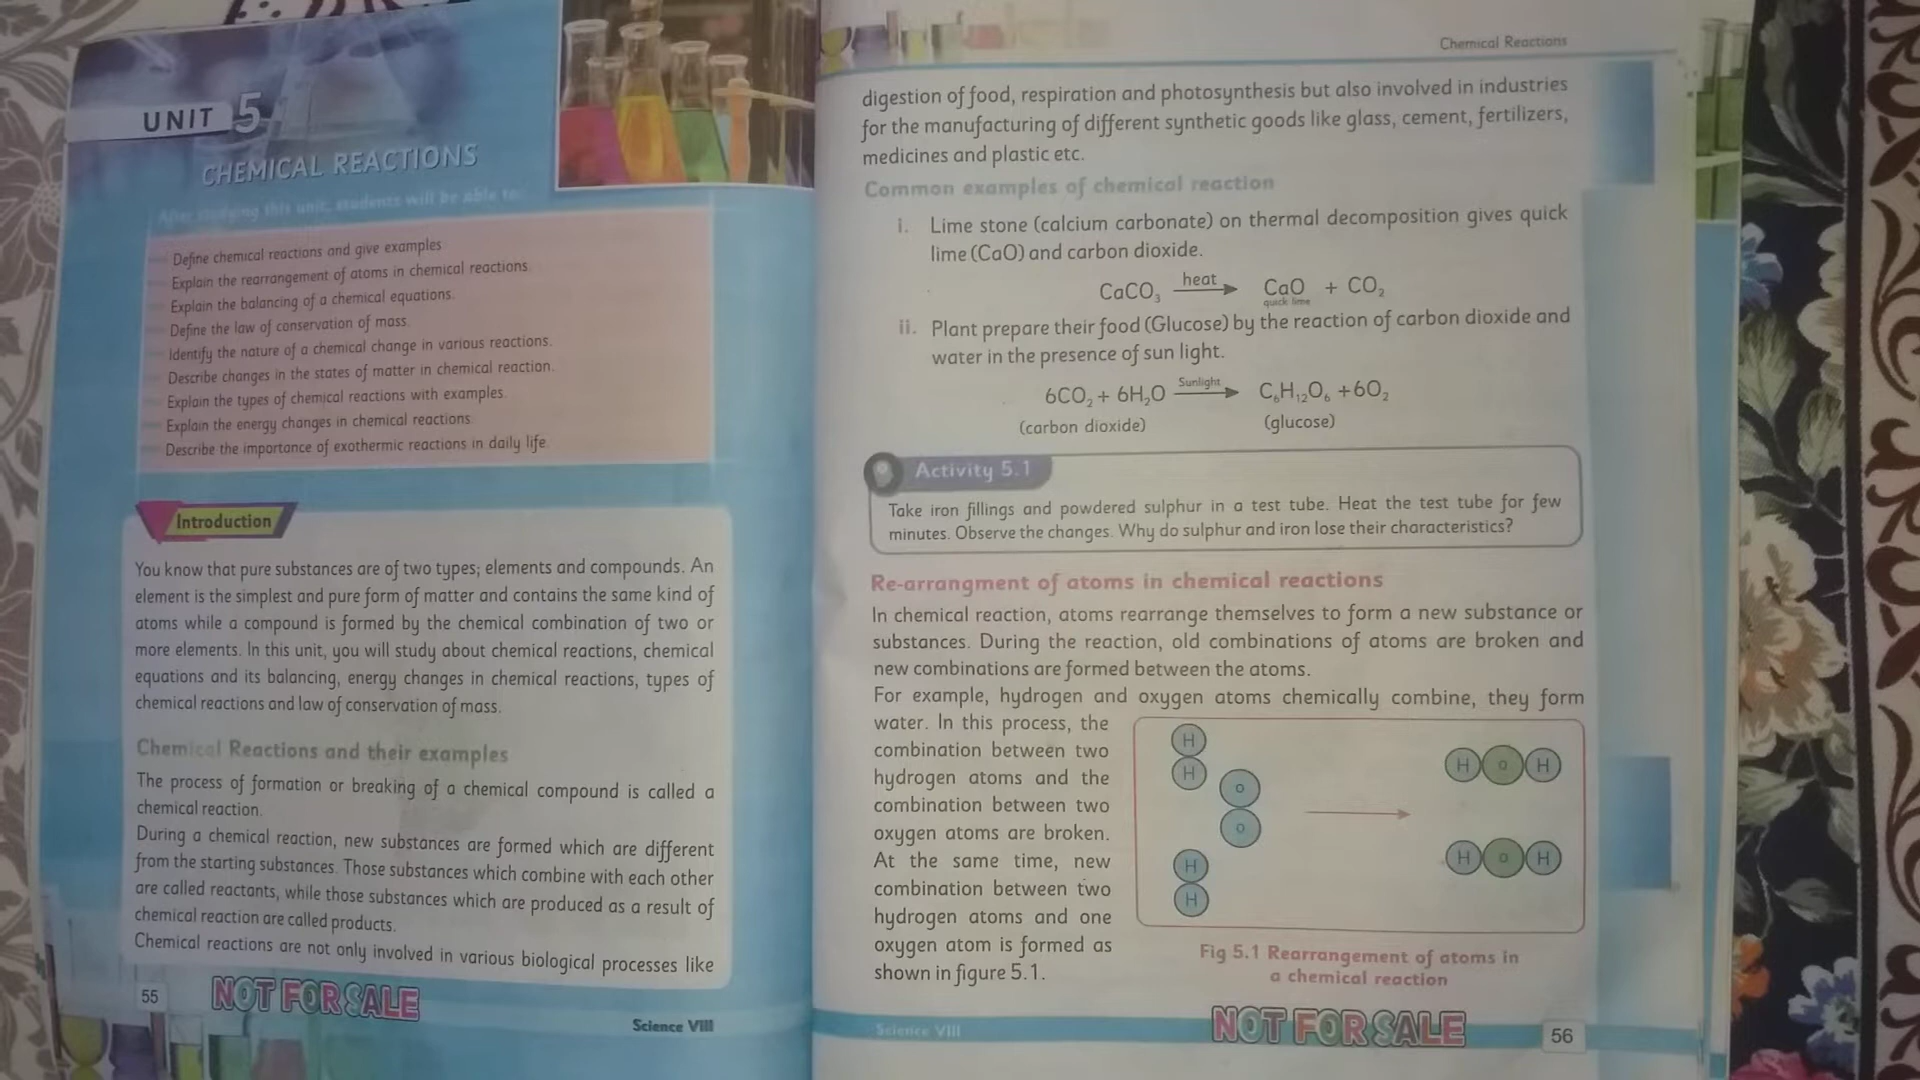 UNIT 5
CHEMICAL REACTIONS
After studying this unit, students will be able to:
Define chemical reactions and give examples
Explain the rearrangement of atoms in chemical reactions.
Explain the balancing of a chemical equations.
Define the law of conservation of mass.
Identify the nature of a chemical change in various reactions.
Describe changes in the states of matter in chemical reaction.
Explain the types of chemical reactions with examples.
Explain the energy changes in chemical reactions
Describe the importance of exothermic reactions in daily life.
Introduction
You know that pure substances are of two types; elements and compounds. An
element is the simplest and pure form of matter and contains the same kind of
atoms while a compound is formed by the chemical combination of two or
more elements. In this unit, you will study about chemical reactions, chemical
equations and its balancing, energy changes in chemical reactions, types of
chemical reactions and law of conservation of mass.
Chemical Reactions and their examples
The process of formation or breaking of a chemical compound is called a
chemical reaction.
During a chemical reaction, new substances are formed which are different
from the starting substances. Those substances which combine with each other
are called reactants, while those substances which are produced as a result of
chemical reaction are called products.
Chemical reactions are not only involved in various biological processes like
55
NOT FOR SALE
Science VIII
Chemical Reactions
digestion of food, respiration and photosynthesis but also involved in industries
for the manufacturing of different synthetic goods like glass, cement, fertilizers,
medicines and plastic etc.
Common examples of chemical reaction
i. Lime stone (calcium carbonate) on thermal decomposition gives quick
lime (CaO) and carbon dioxide.
CaCO₃ heat → CaO + CO₂
quick lime
ii. Plant prepare their food (Glucose) by the reaction of carbon dioxide and
water in the presence of sun light.
6CO₂ + 6H₂O Sunlight → C₆H₁₂O₆ +6O₂
(carbon dioxide) (glucose)
Activity 5.1
Take iron fillings and powdered sulphur in a test tube. Heat the test tube for few
minutes. Observe the changes. Why do sulphur and iron lose their characteristics?
Re-arrangment of atoms in chemical reactions
In chemical reaction, atoms rearrange themselves to form a new substance or
substances. During the reaction, old combinations of atoms are broken and
new combinations are formed between the atoms.
For example, hydrogen and oxygen atoms chemically combine, they form
water. In this process, the
combination between two
hydrogen atoms and the
combination between two
oxygen atoms are broken.
At the same time, new
combination between two
hydrogen atoms and one
oxygen atom is formed as
shown in figure 5.1.
H
H
O
O
H
H
H O H
H O H
Fig 5.1 Rearrangement of atoms in
a chemical reaction
Science VIII
NOT FOR SALE
56